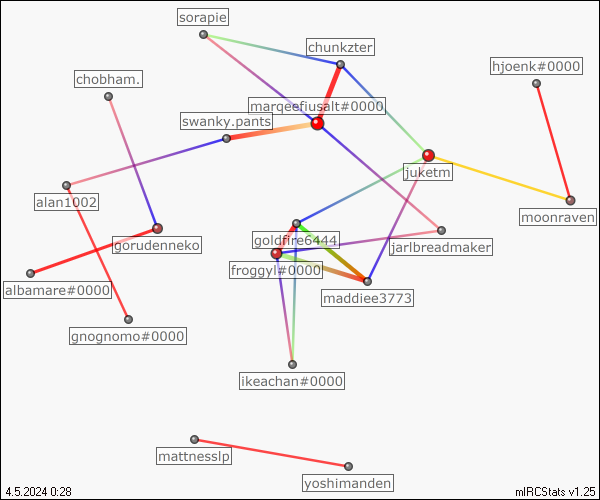 sorapie
chunkzter
hjoenk#0000
chobham.
marqeefiusalt#0000
swanky.pants
juketm
alan1002
moonraven
gorudenneko
goldfire6444
jarlbreadmaker
froggyl#0000
albamare#0000
maddiee3773
gnognomo#0000
ikeachan#0000
mattnesslp
yoshimanden
4.5.2024 0:28
mIRCStats v1.25